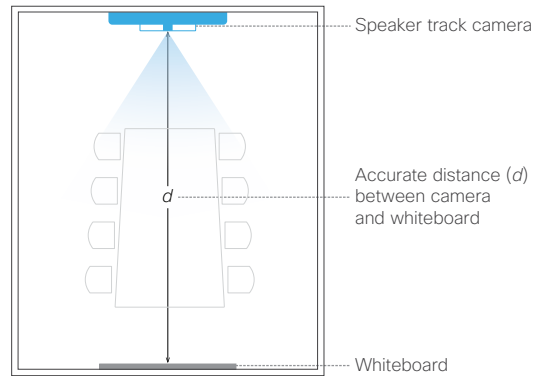 Speaker track camera
Accurate distance (d)
d
between camera
and whiteboard
Whiteboard